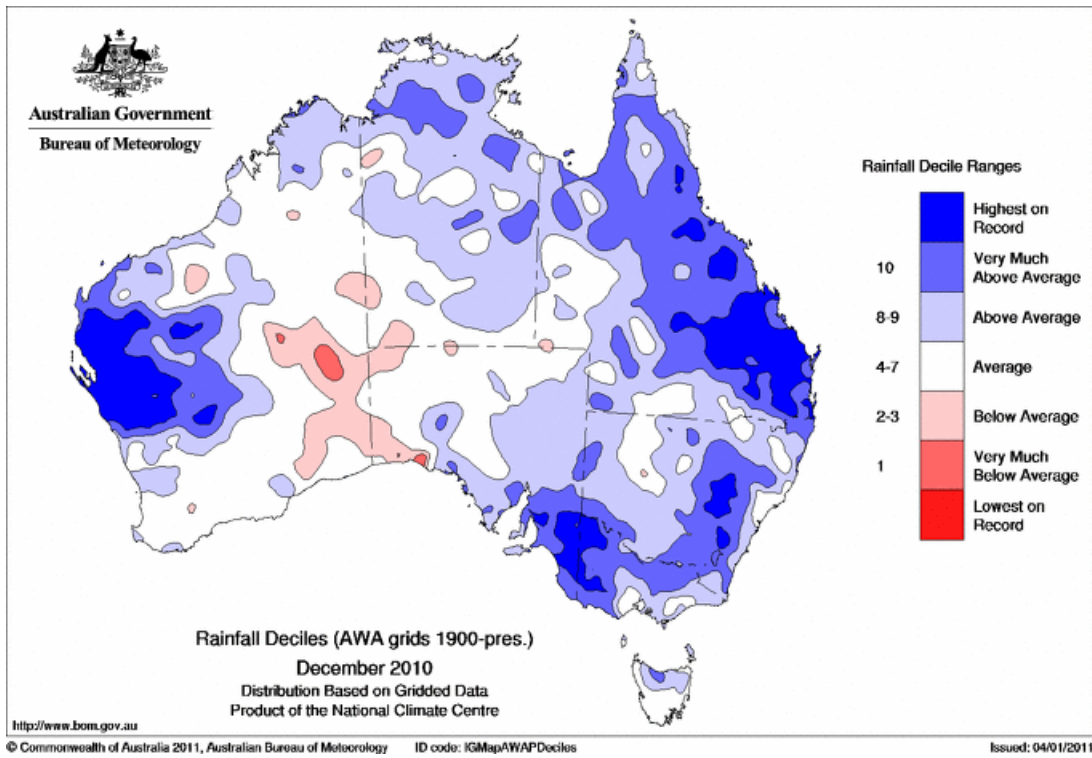 Australian Government
Bureau of Meteorology
Rainfall Decile Ranges
Highest on
Record
10
Very Much
Above Average
8-9
Above Average
4-7
Average
2-3
Below Average
1
Very Much
Below Average
Lowest on
Record
Rainfall Deciles (AWA grids 1900-pres.)
December 2010
Distribution Based on Gridded Data
Product of the National Climate Centre
http://www.bom.gov.au
© Commonwealth of Australia 2011, Australian Bureau of Meteorology ID code: IGMapAWAPDeciles Issued: 04/01/2011